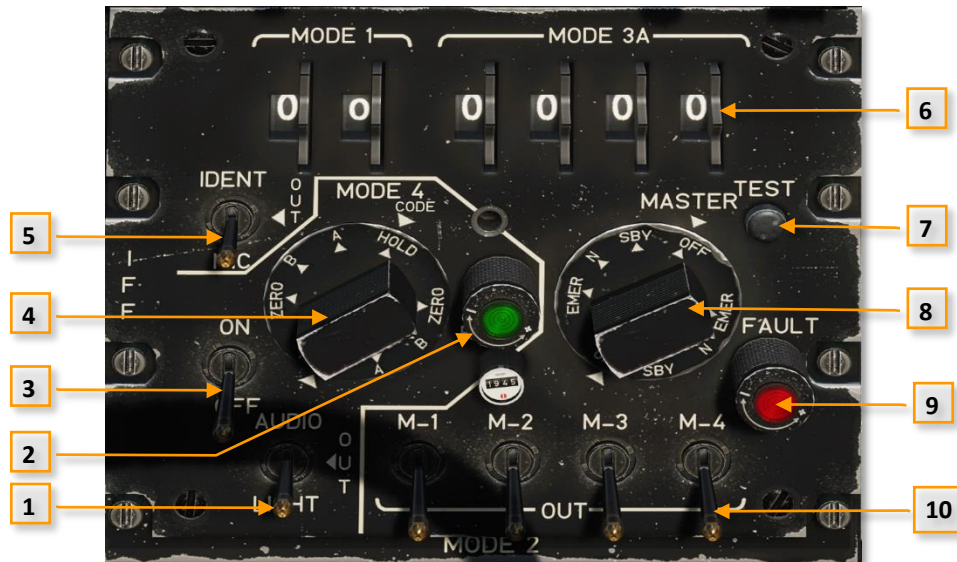 MODE 1
MODE 3A
0 0 0 0 0 0
6
IDENT
OUT
MODE 4
CODE
MASTER
TEST
5
MIC
7
IFF
ZERO B A HOLD
ZERO B A
EMER N SBY OFF
EMER N SBY
4
8
ON
FAULT
3
OFF
1945
9
2
AUDIO
OUT
M-1 M-2 M-3 M-4
1
LIGHT
OUT
10
MODE 2